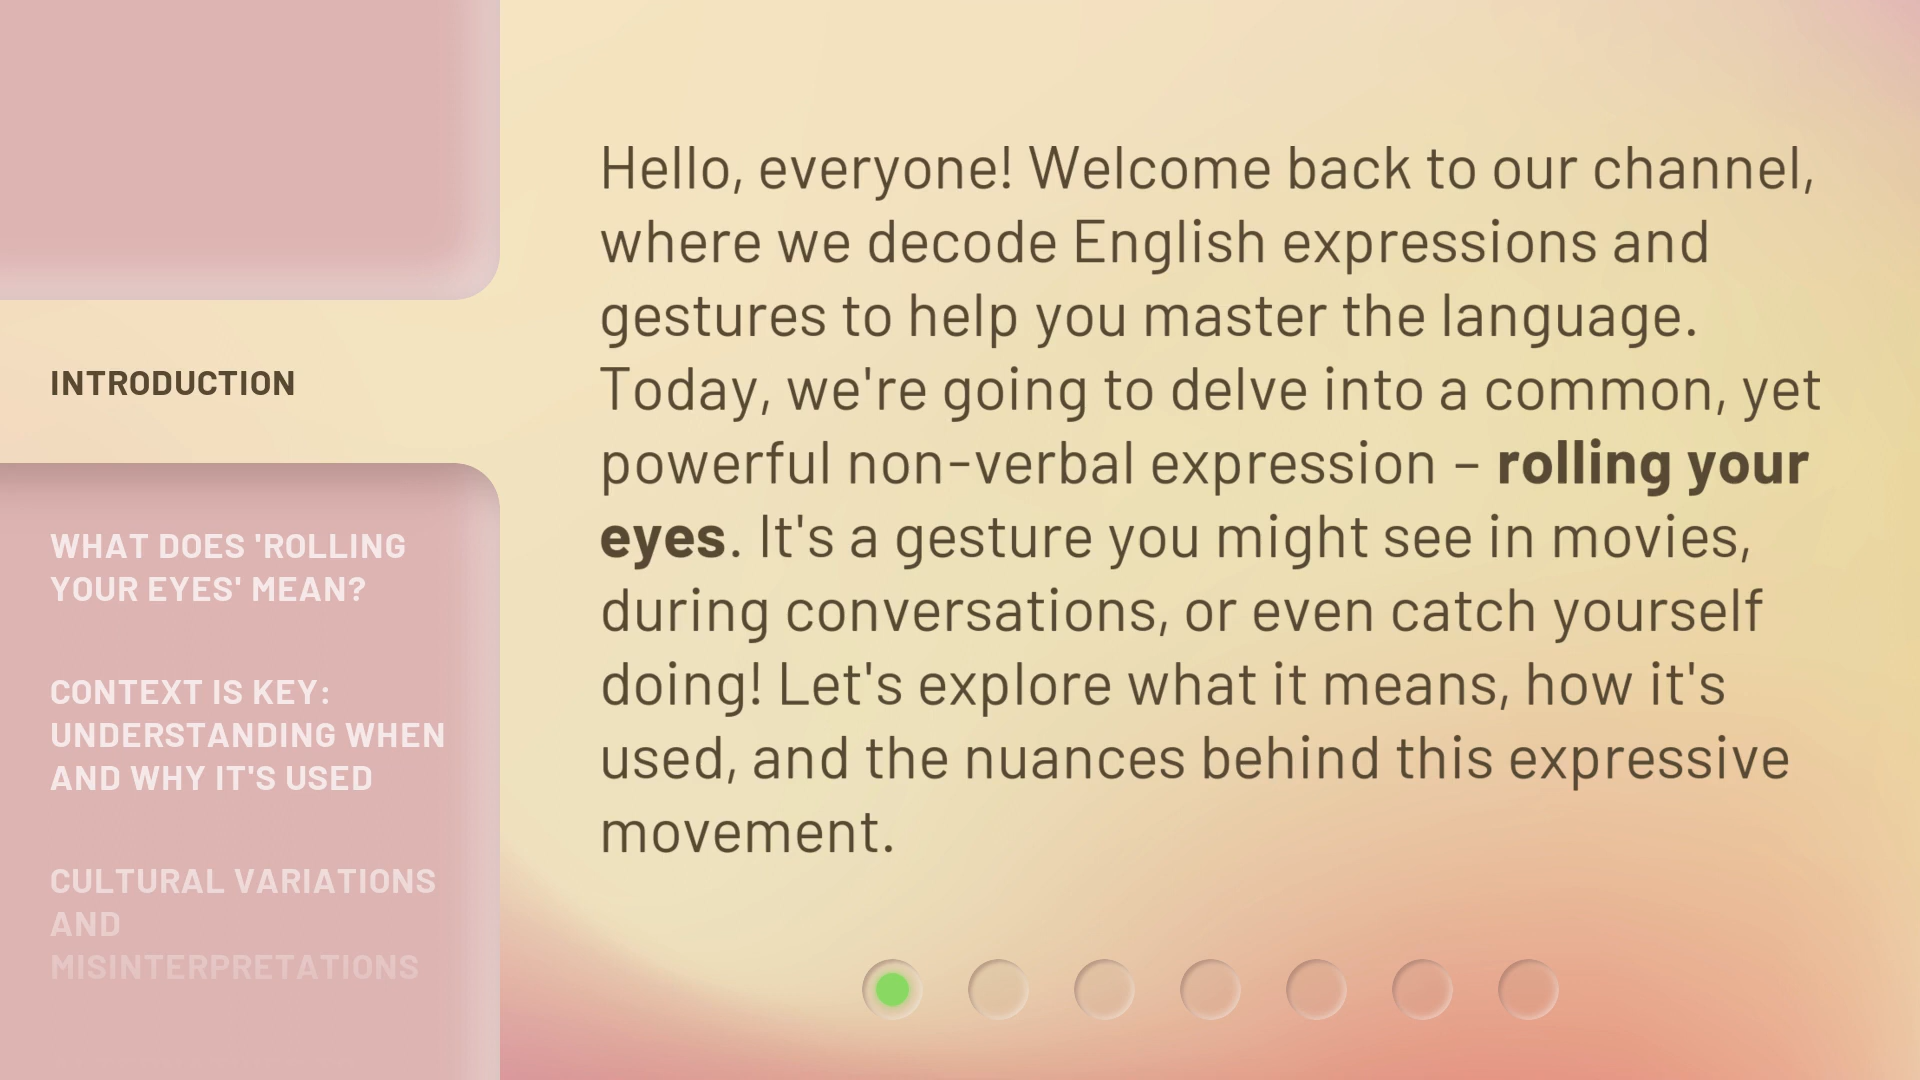 INTRODUCTION
WHAT DOES 'ROLLING
YOUR EYES' MEAN?
CONTEXT IS KEY:
UNDERSTANDING WHEN
AND WHY IT'S USED
CULTURAL VARIATIONS
AND
MISINTERPRETATIONS
Hello, everyone! Welcome back to our channel,
where we decode English expressions and
gestures to help you master the language.
Today, we're going to delve into a common, yet
powerful non-verbal expression – rolling your
eyes. It's a gesture you might see in movies,
during conversations, or even catch yourself
doing! Let's explore what it means, how it's
used, and the nuances behind this expressive
movement.